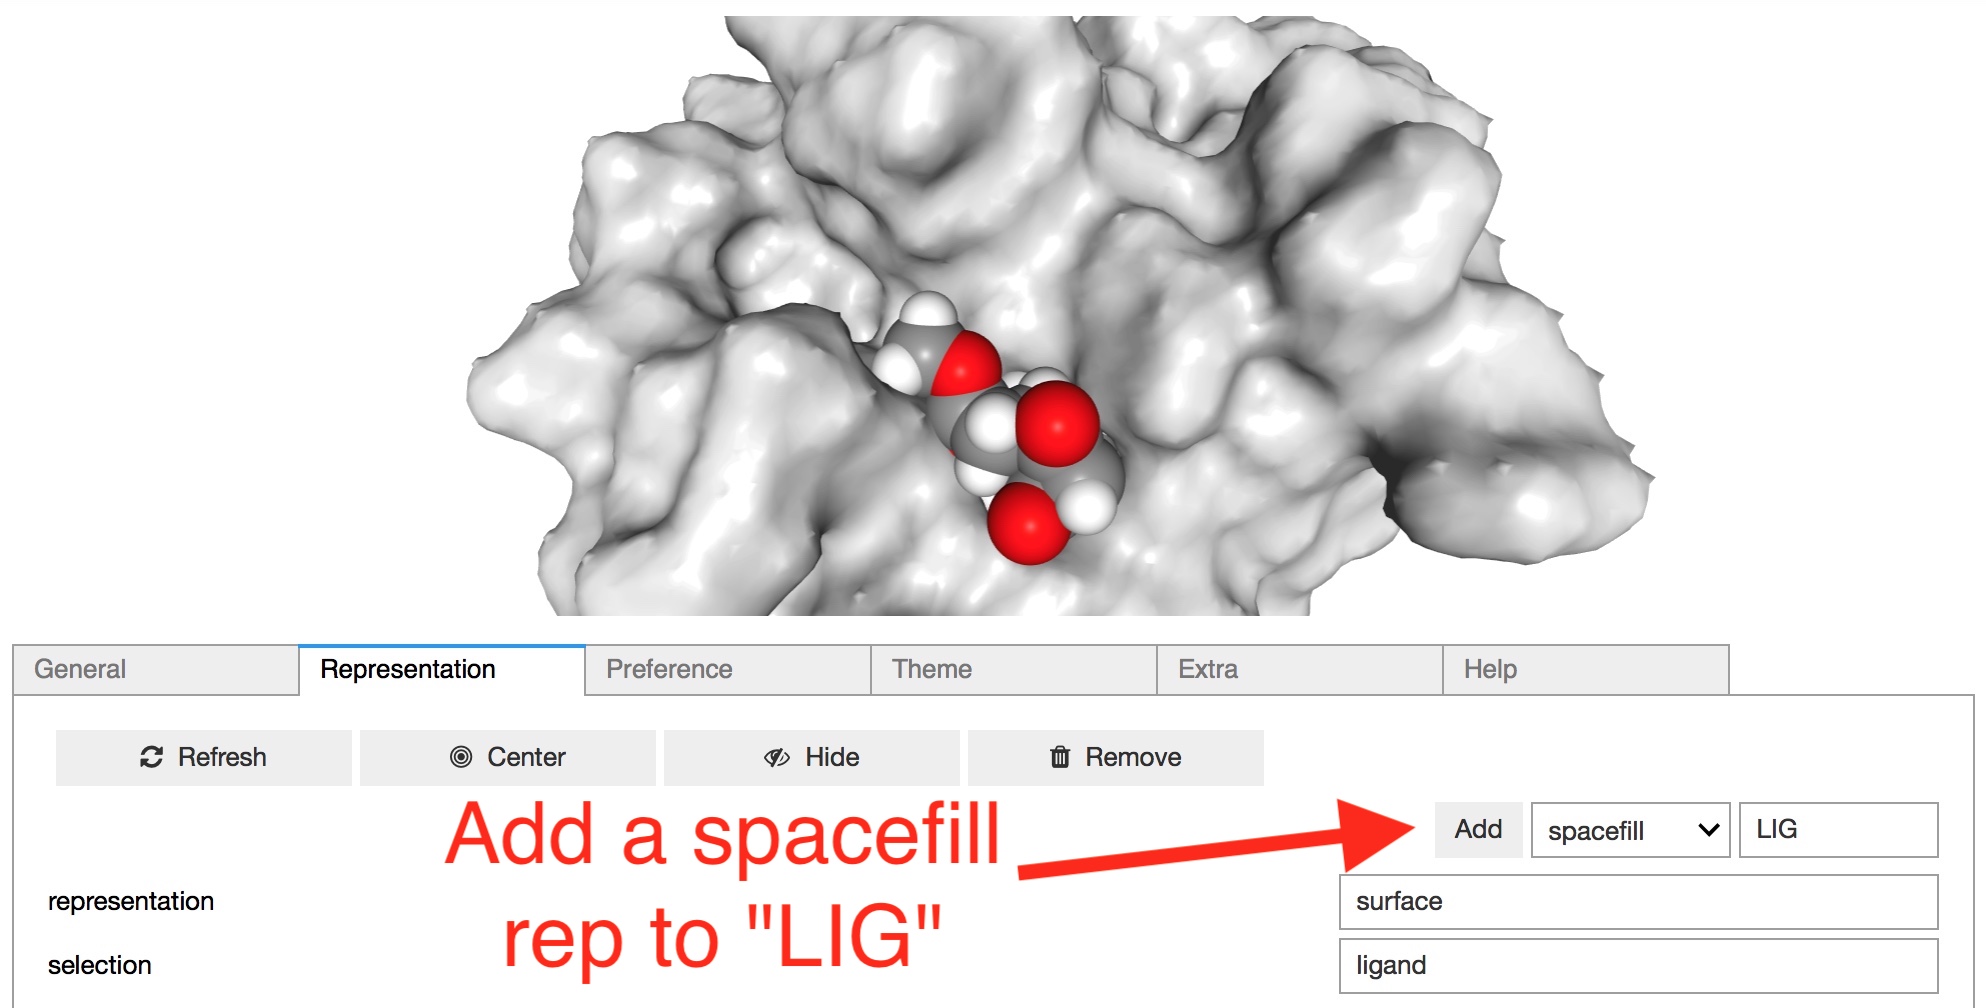 General Representation Preference Theme Extra Help
Refresh Center Hide Remove
Add a spacefill
rep to "LIG"
Add spacefill LIG
representation surface
selection ligand